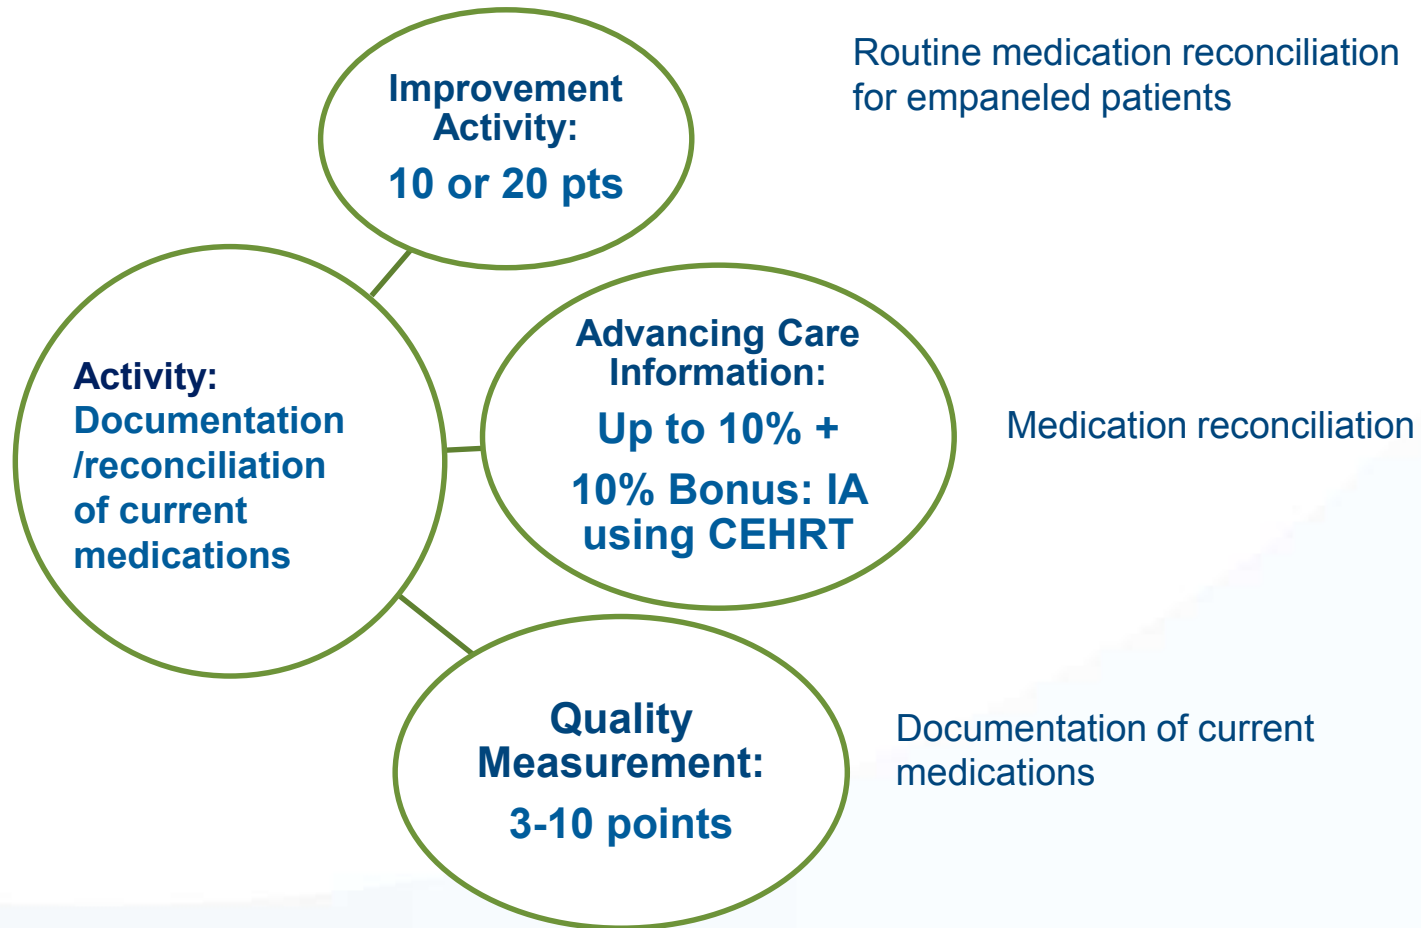 Improvement
Activity:
10 or 20 pts
Routine medication reconciliation
for empaneled patients
Activity:
Documentation
/reconciliation
of current
medications
Advancing Care
Information:
Up to 10% +
10% Bonus: IA
using CEHRT
Medication reconciliation
Quality
Measurement:
3-10 points
Documentation of current
medications